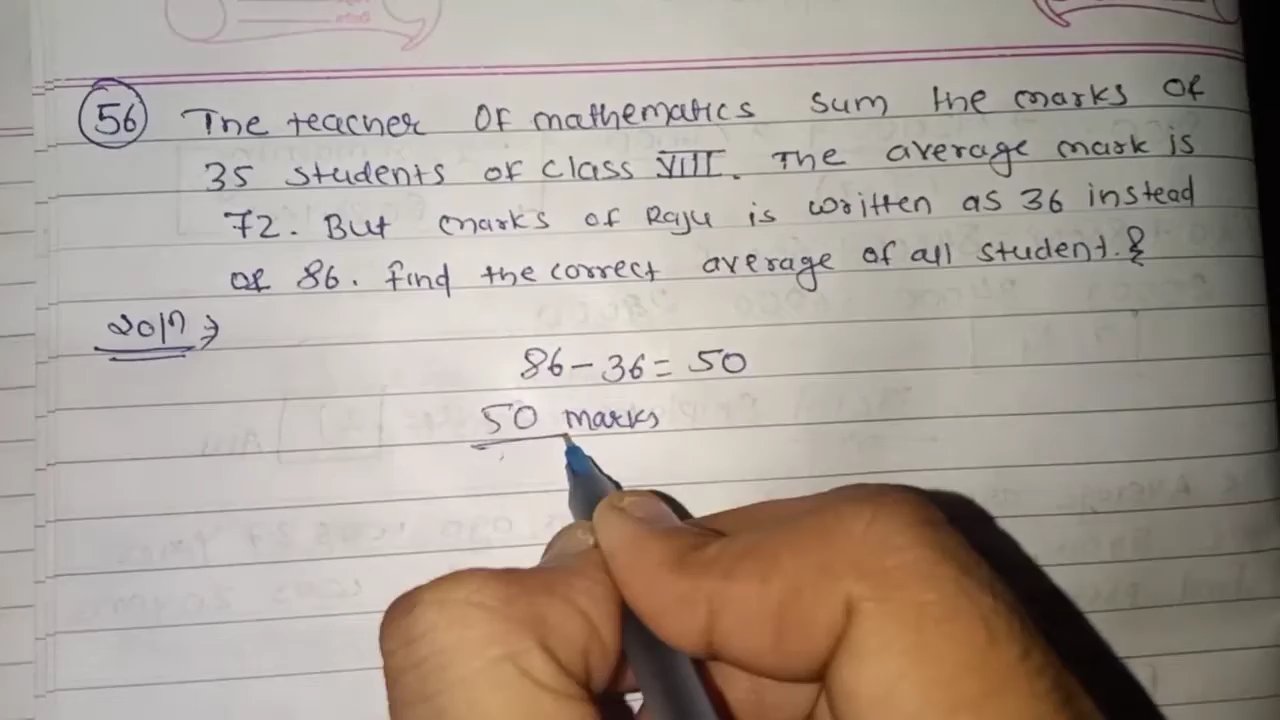 56 The teacher of mathematics sum the marks of
35 students of class VIII. The average mark is
72. But marks of Raju is written as 36 instead
of 86. find the correct average of all student.?
86 - 36 = 50
50 marks